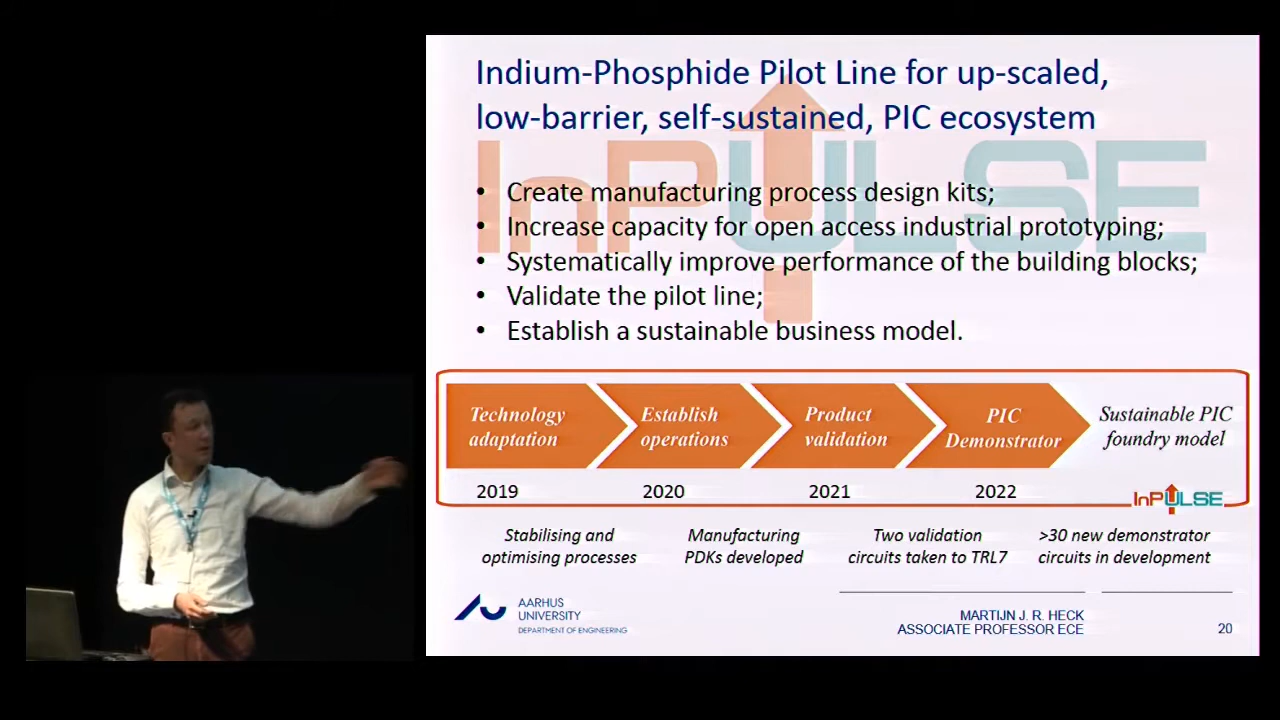 Indium-Phosphide Pilot Line for up-scaled,
low-barrier, self-sustained, PIC ecosystem
InPULSE
• Create manufacturing process design kits;
• Increase capacity for open access industrial prototyping;
• Systematically improve performance of the building blocks;
• Validate the pilot line;
• Establish a sustainable business model.
Technology
adaptation
Establish
operations
Product
validation
PIC
Demonstrator
Sustainable PIC
foundry model
2019
2020
2021
2022
InPULSE
Stabilising and
optimising processes
Manufacturing
PDKs developed
Two validation
circuits taken to TRL7
>30 new demonstrator
circuits in development
AARHUS
UNIVERSITY
DEPARTMENT OF ENGINEERING
MARTIJN J. R. HECK
ASSOCIATE PROFESSOR ECE
20